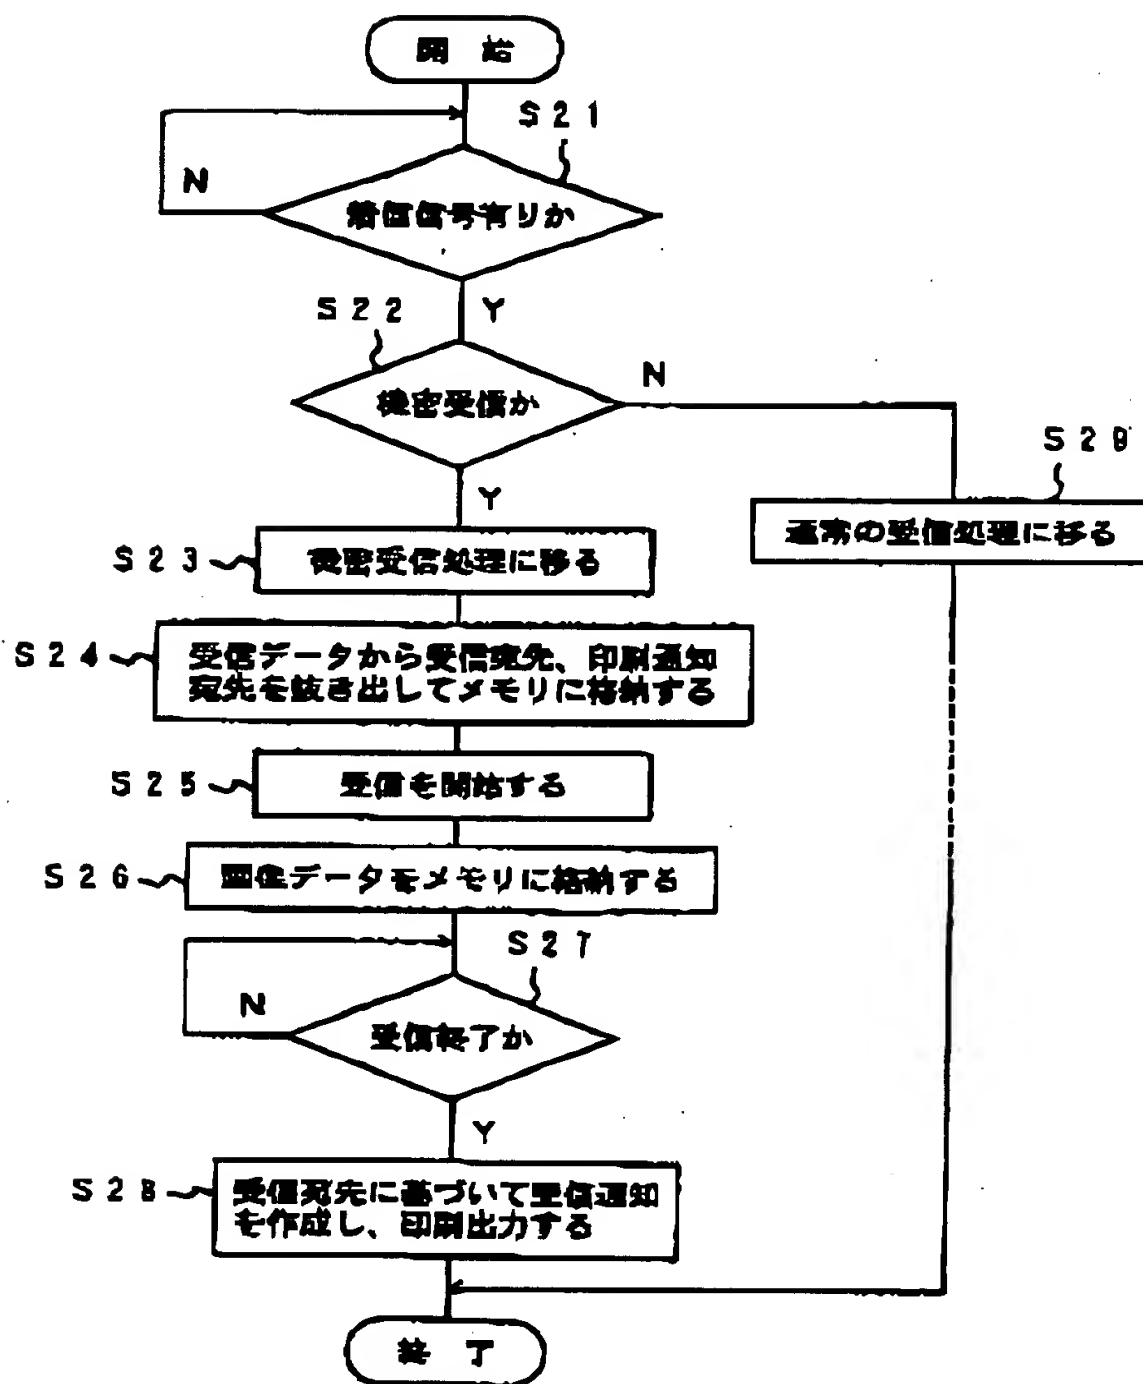 開 始
S21
着信信号有りか
N
Y
S22
機密受信か
N
Y
S29
通常の受信処理に移る
S23
機密受信処理に移る
S24
受信データから受信宛先、印刷通知
宛先を抜き出してメモリに格納する
S25
受信を開始する
S26
画像データをメモリに格納する
S27
受信終了か
N
Y
S28
受信宛先に基づいて受信通知
を作成し、印刷出力する
終 了